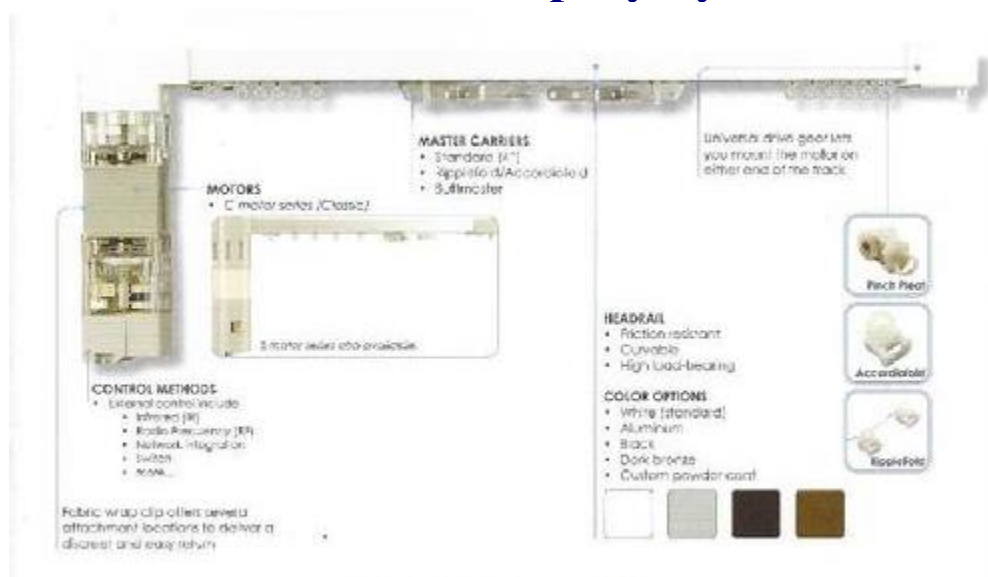 MASTER CARRIERS
• Standard (4")
• Ripplefold/Accordiafold
• Buttmaster
Universal drive gear lets
you mount the motor on
either end of the track
MOTORS
• C motor series (Classic)
motor series also available.
Pinch Pleat
Accordiafold
RippleFold
HEADRAIL
• Friction resistant
• Curvable
• High load-bearing
COLOR OPTIONS
• White (standard)
• Aluminum
• Black
• Dark bronze
• Custom powder coat
CONTROL METHODS
• External control include
• Infrared (IR)
• Radio Frequency (RF)
• Network integration
• Switch
Fabric wrap clip offers several
attachment locations to deliver a
discreet and easy return